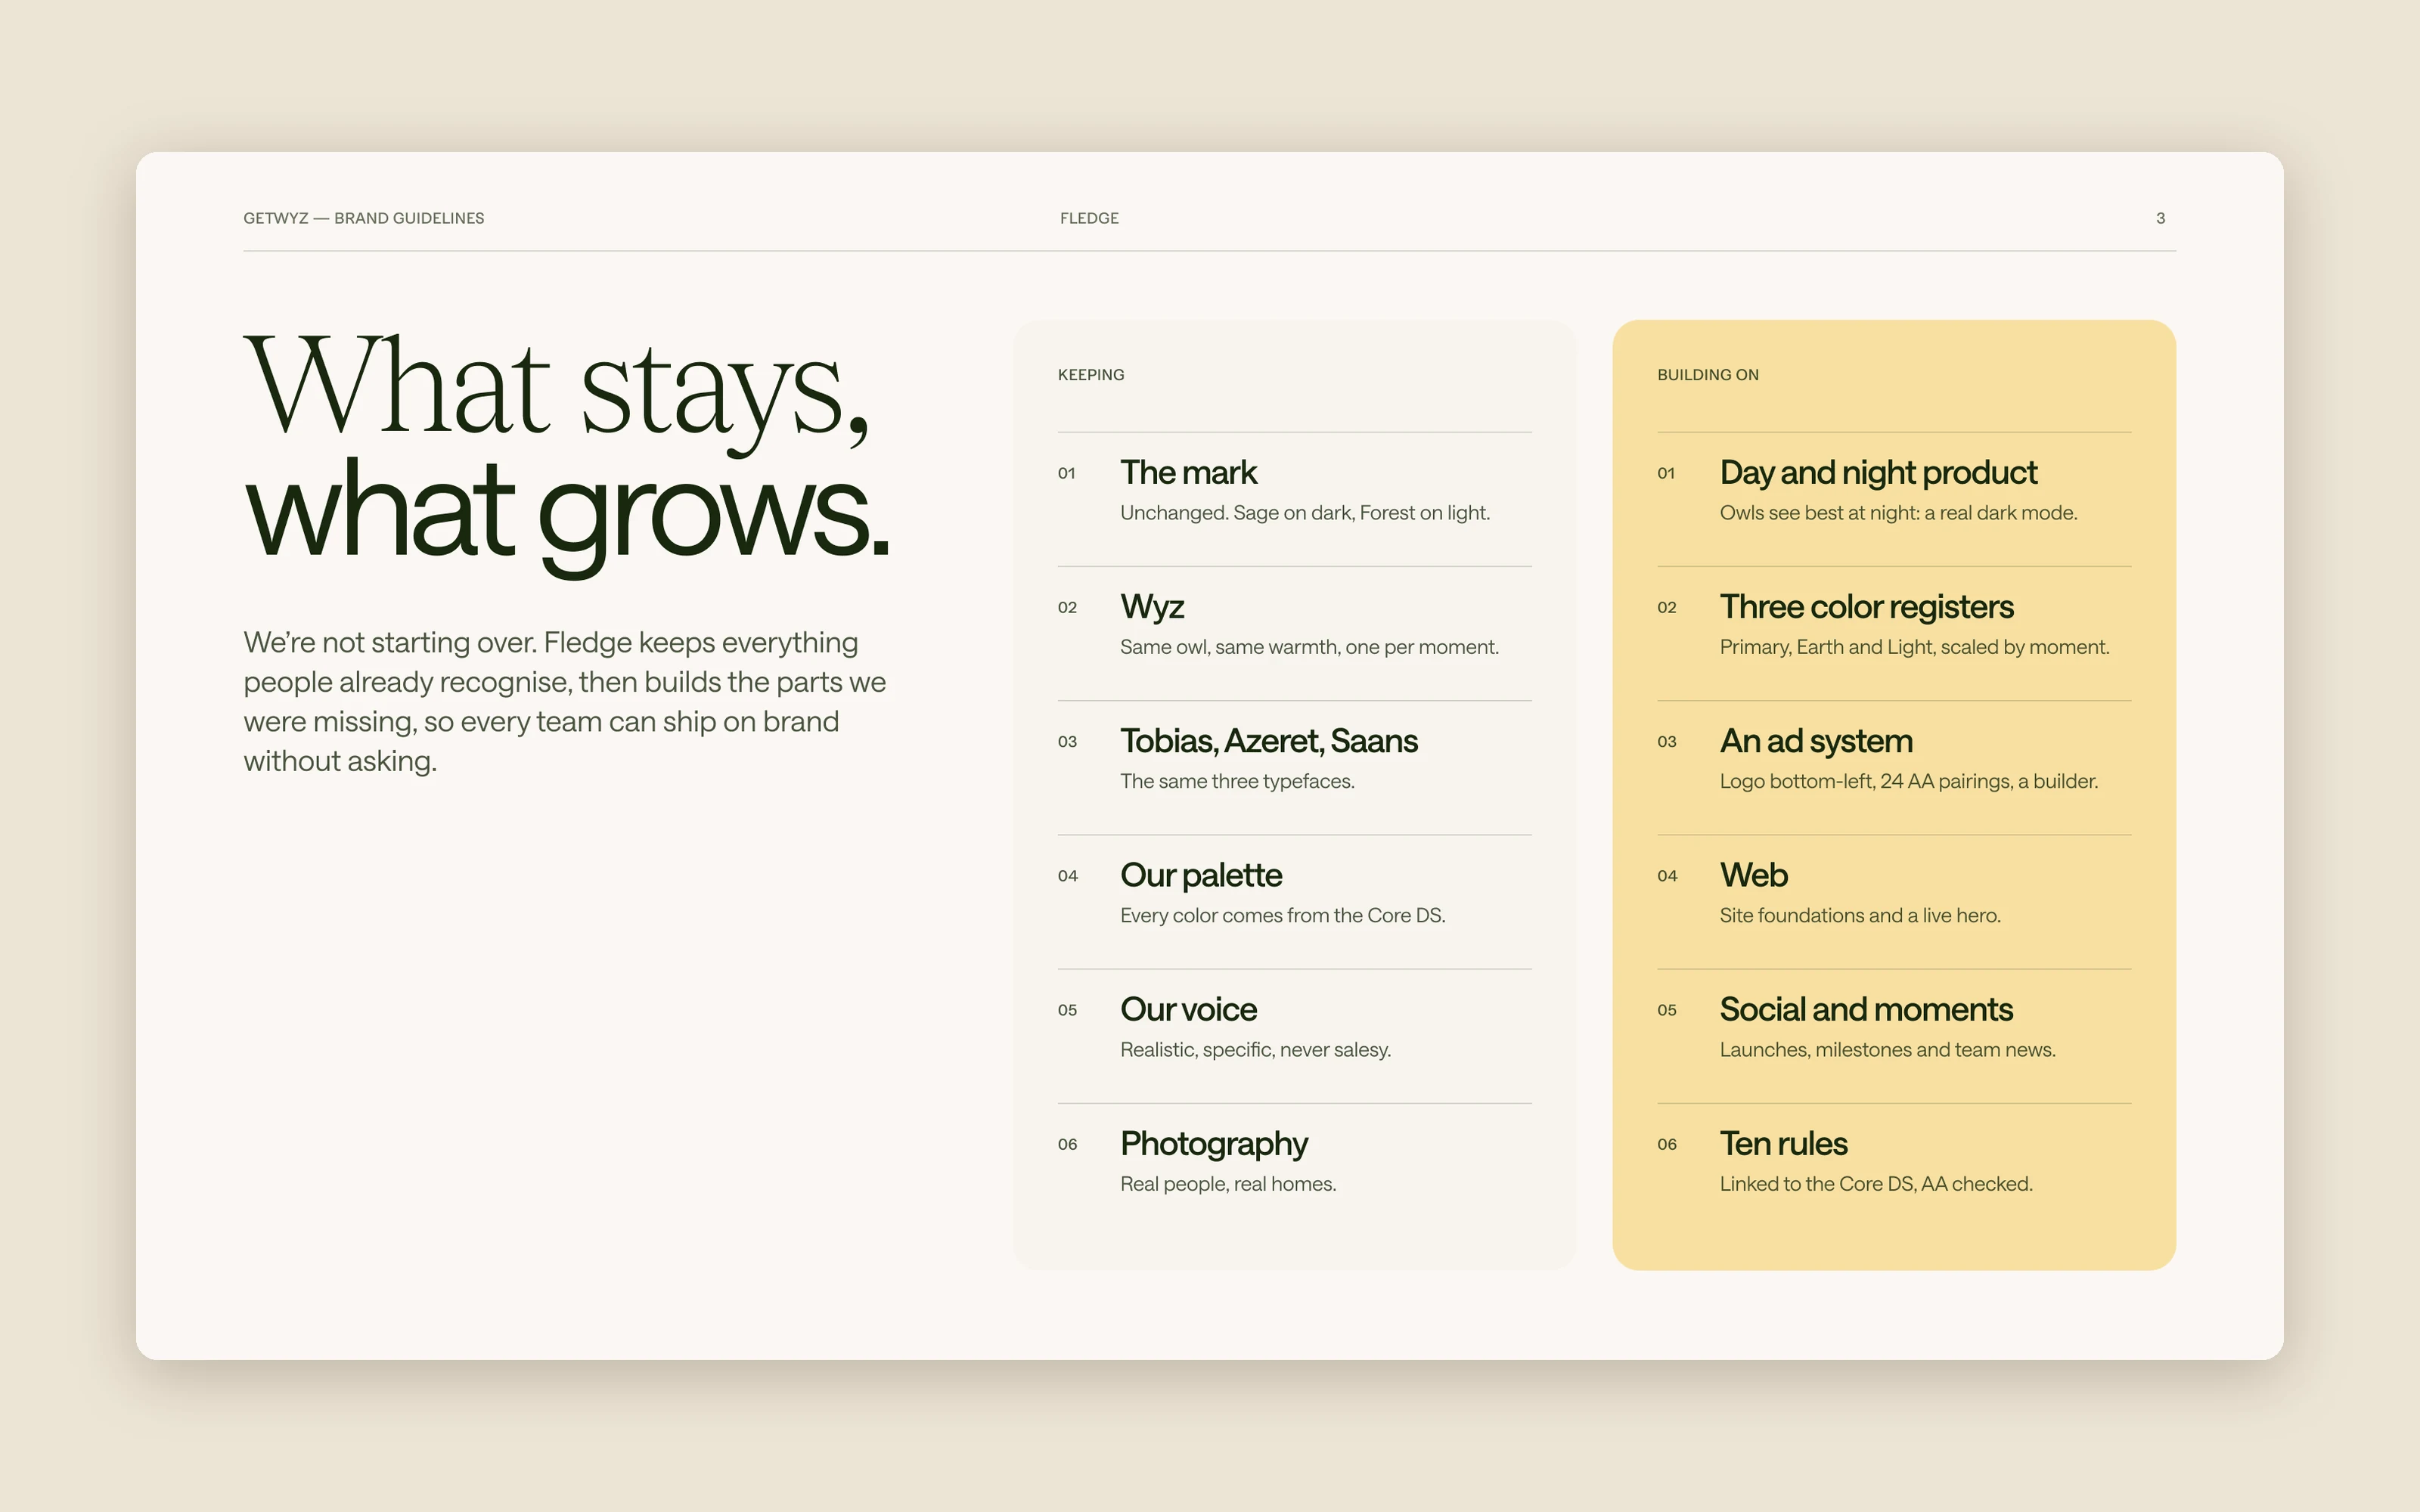 GETWYZ — BRAND GUIDELINES
FLEDGE
3
What stays,
what grows.
We’re not starting over. Fledge keeps everything
people already recognise, then builds the parts we
were missing, so every team can ship on brand
without asking.
KEEPING
01
The mark
Unchanged. Sage on dark, Forest on light.
02
Wyz
Same owl, same warmth, one per moment.
03
Tobias, Azeret, Saans
The same three typefaces.
04
Our palette
Every color comes from the Core DS.
05
Our voice
Realistic, specific, never salesy.
06
Photography
Real people, real homes.
BUILDING ON
01
Day and night product
Owls see best at night: a real dark mode.
02
Three color registers
Primary, Earth and Light, scaled by moment.
03
An ad system
Logo bottom-left, 24 AA pairings, a builder.
04
Web
Site foundations and a live hero.
05
Social and moments
Launches, milestones and team news.
06
Ten rules
Linked to the Core DS, AA checked.